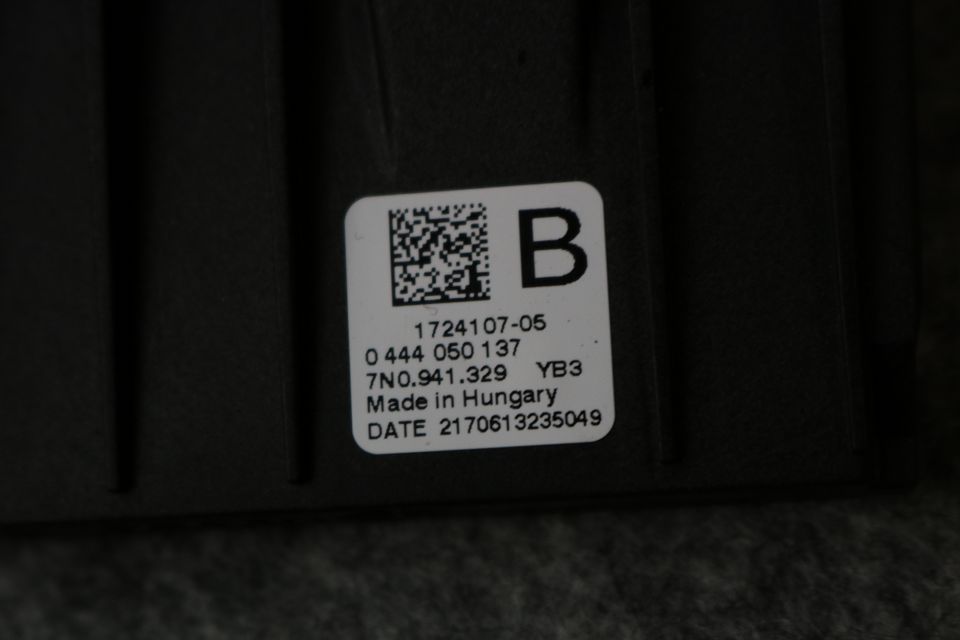 B
1724107-05
0 444 050 137
7N0.941.329 YB3
Made in Hungary
DATE 2170613235049